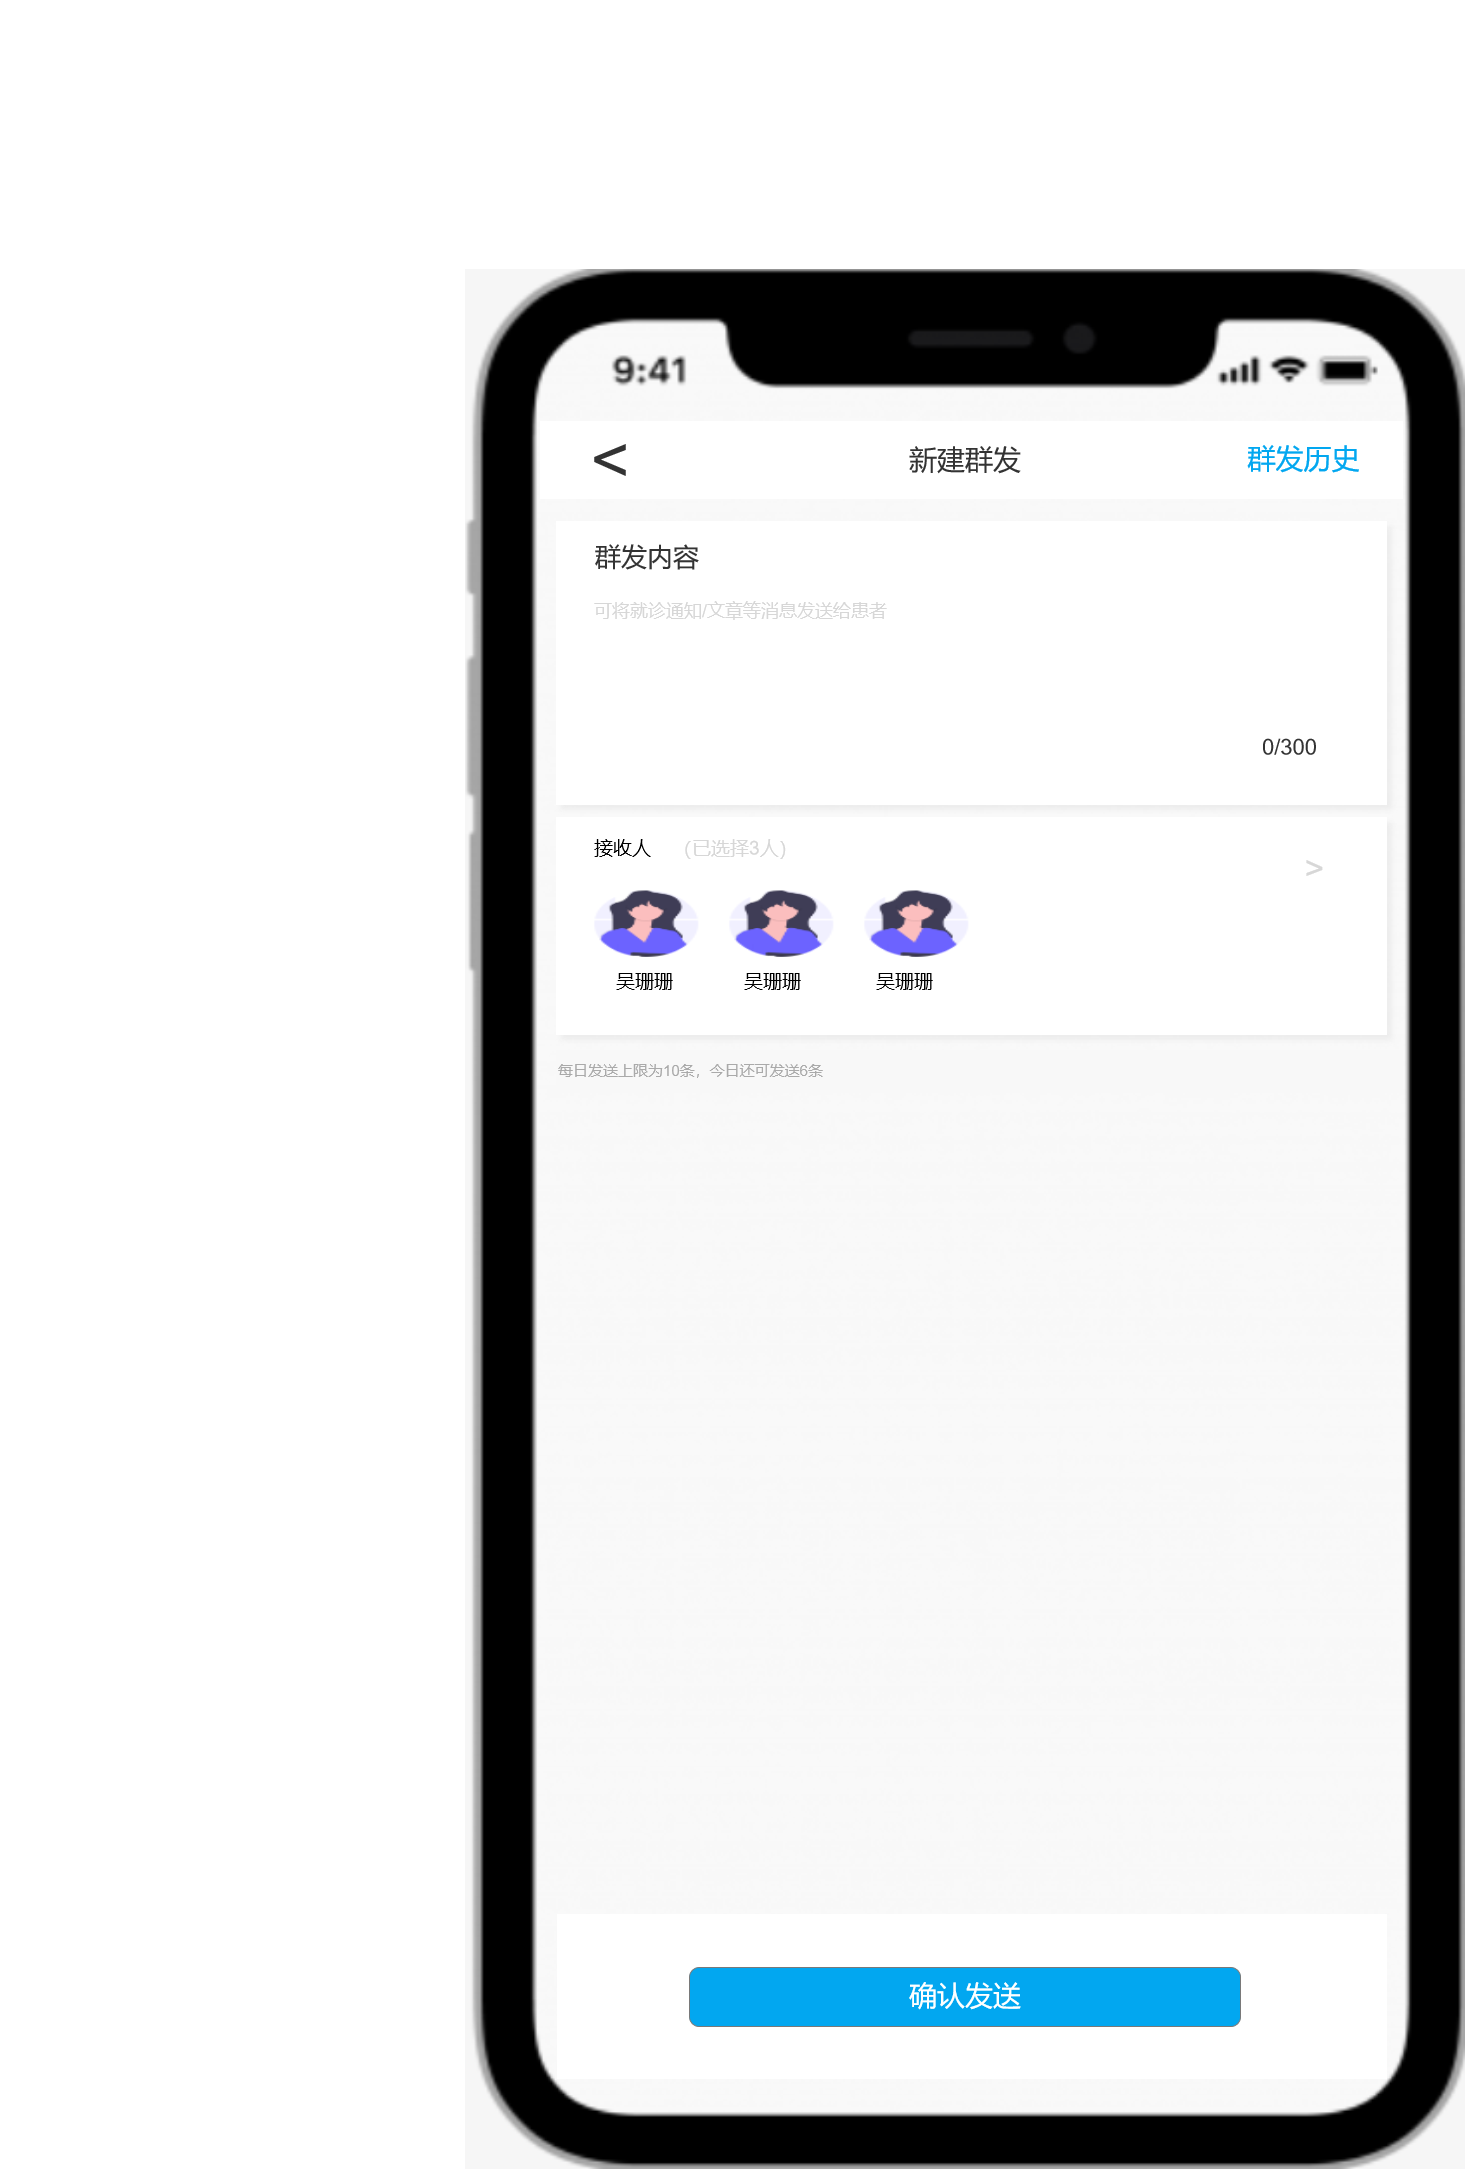 9:41
<
新建群发
群发历史
群发内容
可将就诊通知/文章等消息发送给患者
0/300
接收人 （已选择3人）
>
吴珊珊 吴珊珊 吴珊珊
每日发送上限为10条，今日还可发送6条
确认发送